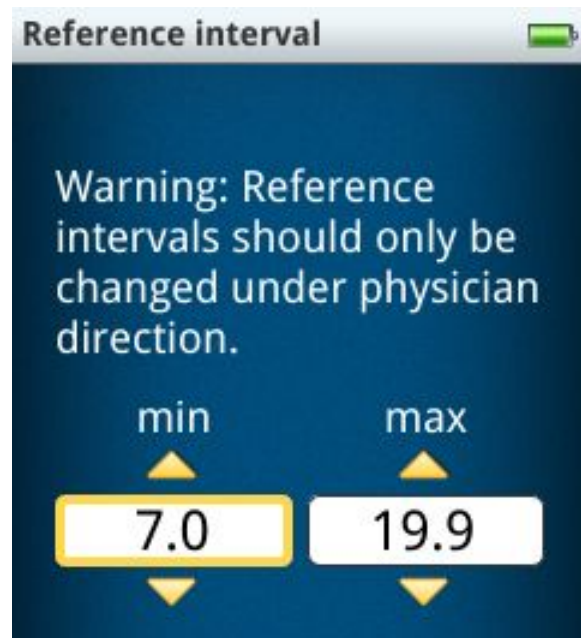 Reference interval
Warning: Reference
intervals should only be
changed under physician
direction.
min max
7.0 19.9